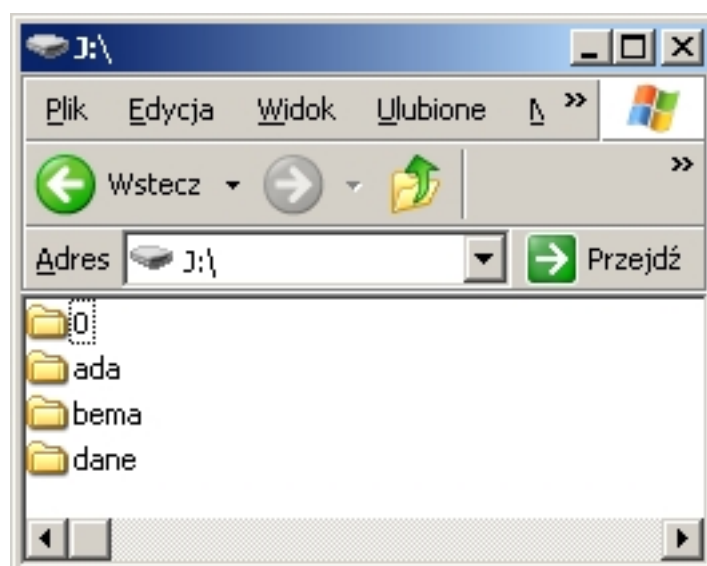 J:\
Plik Edycja Widok Ulubione N »
Wstecz »
Adres J:\ Przejdź
0
ada
bema
dane